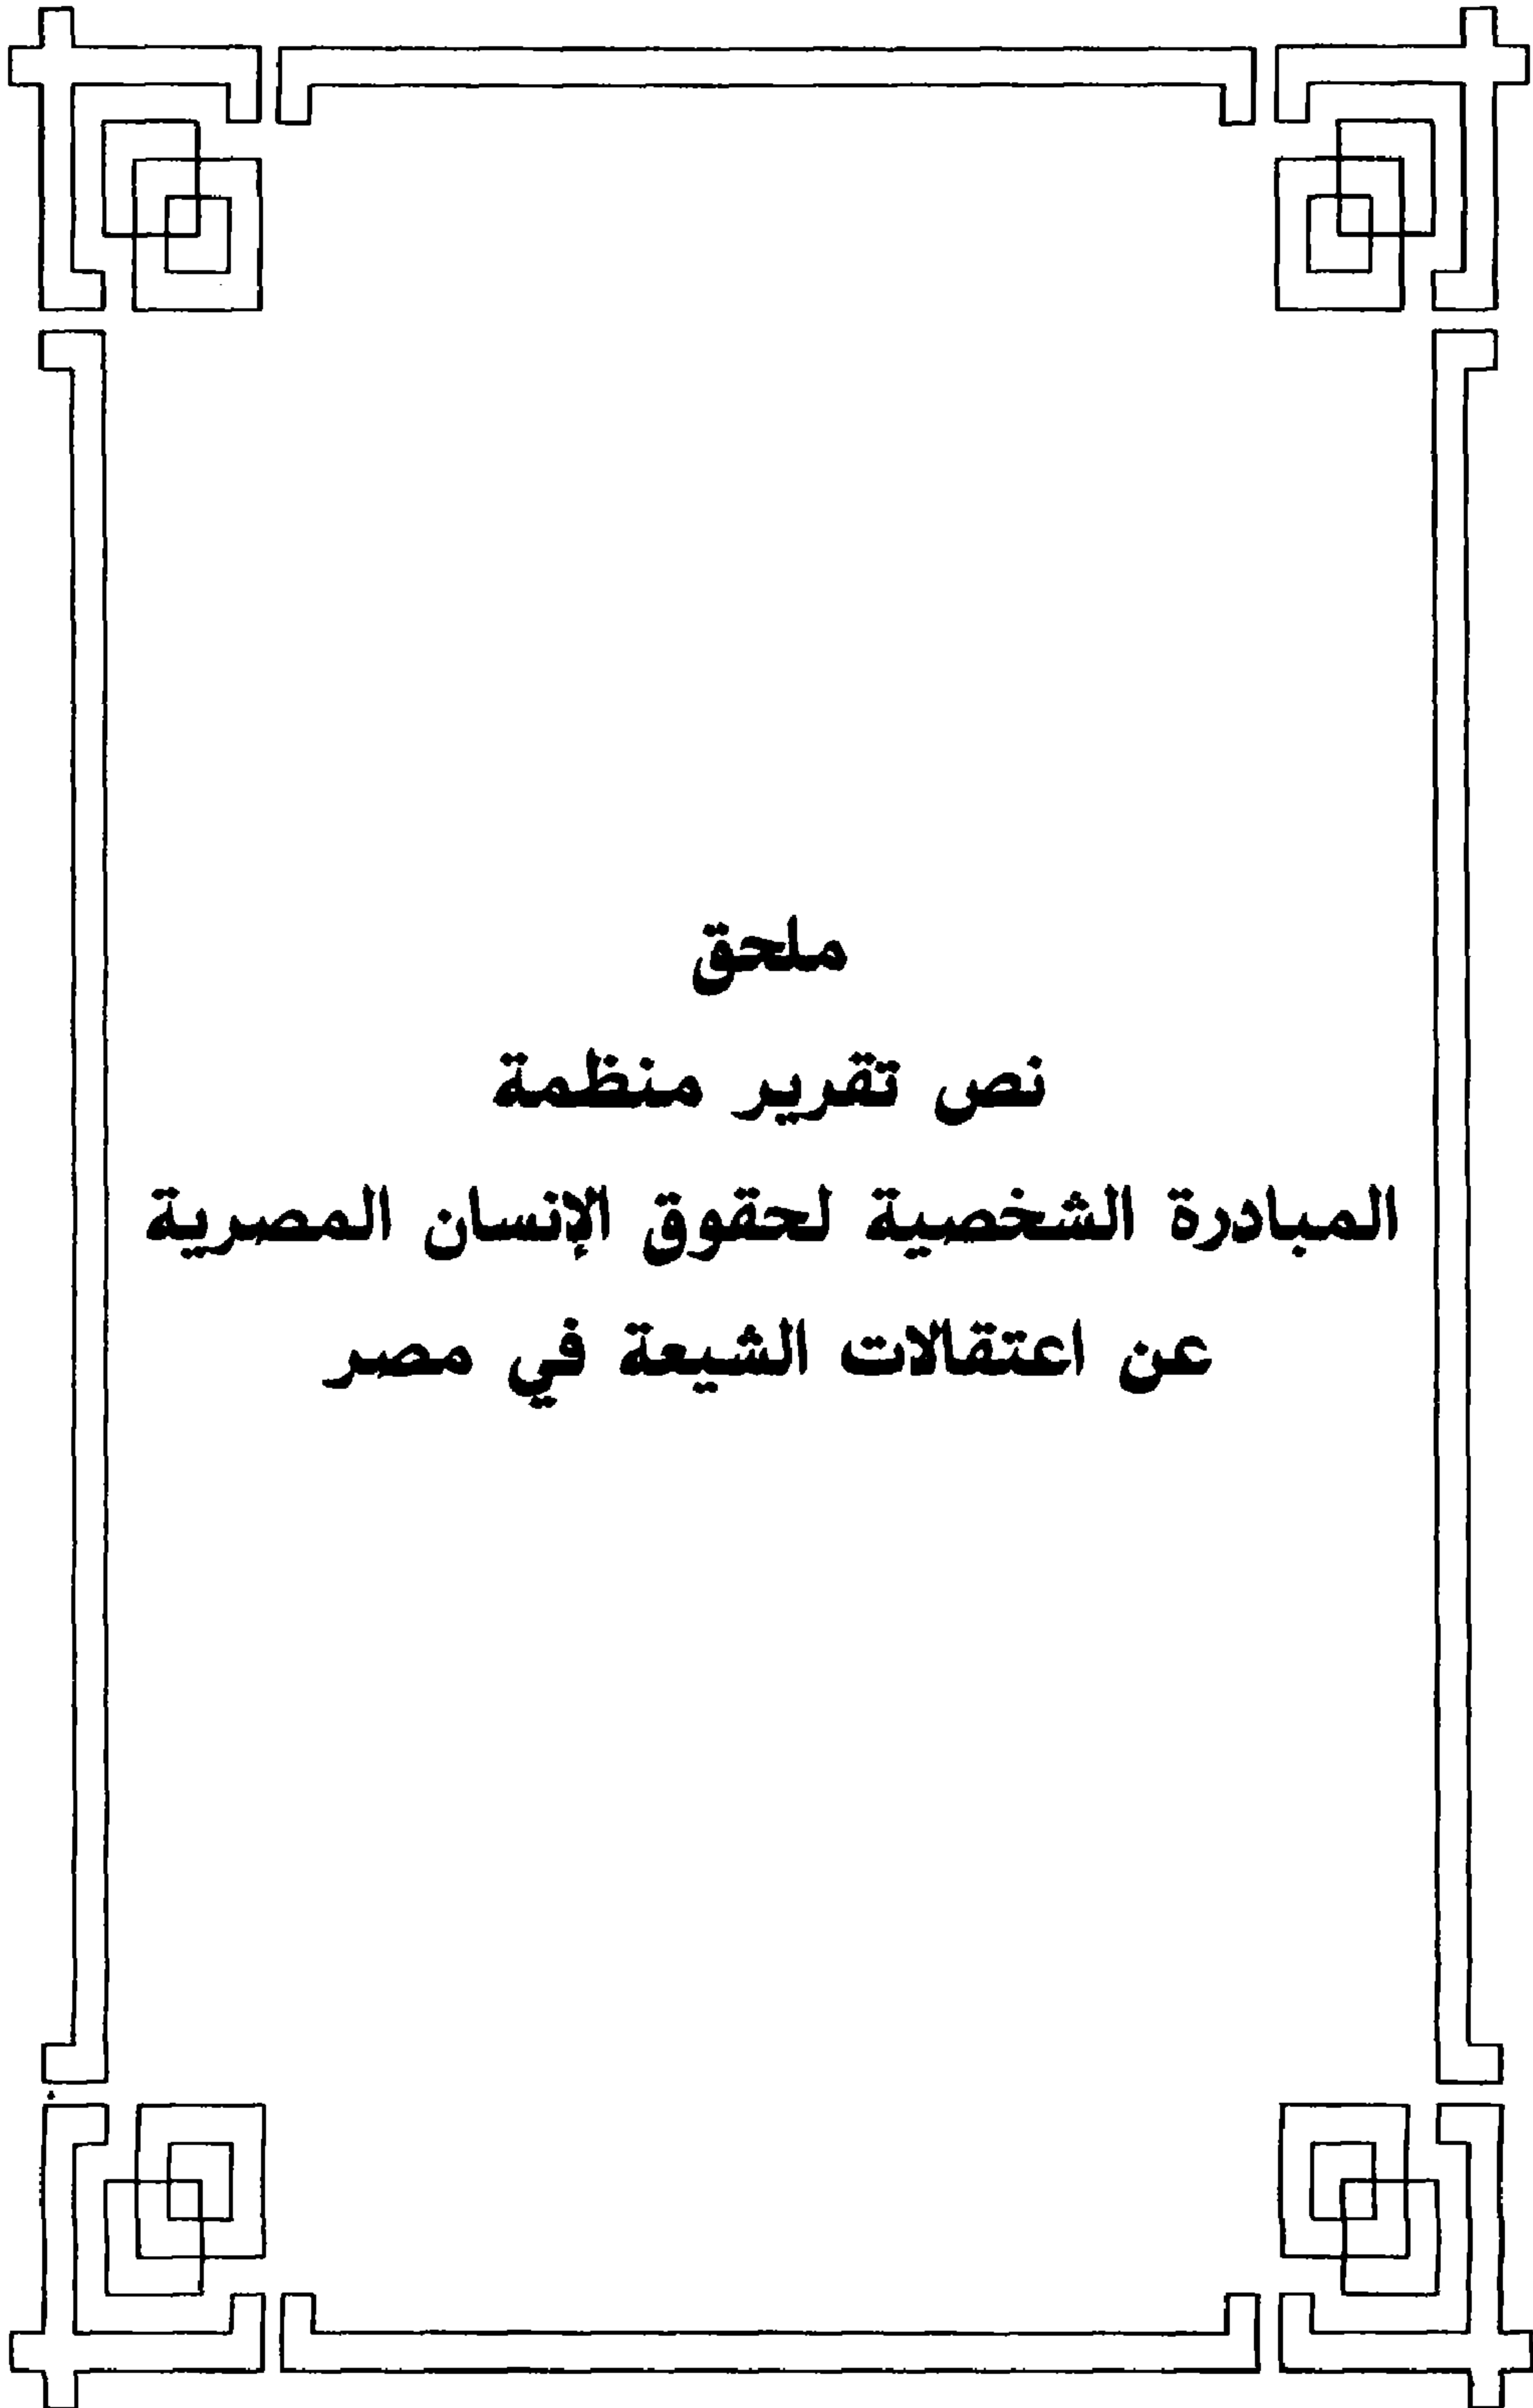 ملحق
نص تقرير منظمة
المبادرة الشخصية لحقوق الإنسان المصرية
عن اعتقالات الشيعة في مصر